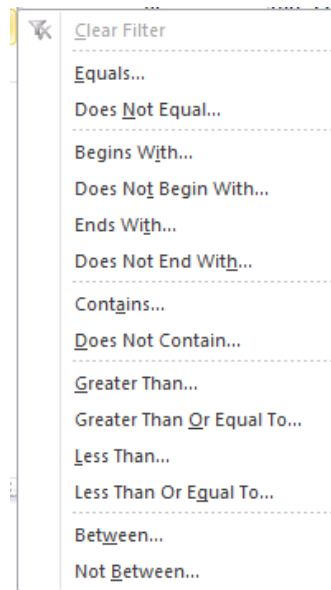 Clear Filter
Equals...
Does Not Equal...
Begins With...
Does Not Begin With...
Ends With...
Does Not End With...
Contains...
Does Not Contain...
Greater Than...
Greater Than Or Equal To...
Less Than...
Less Than Or Equal To...
Between...
Not Between...